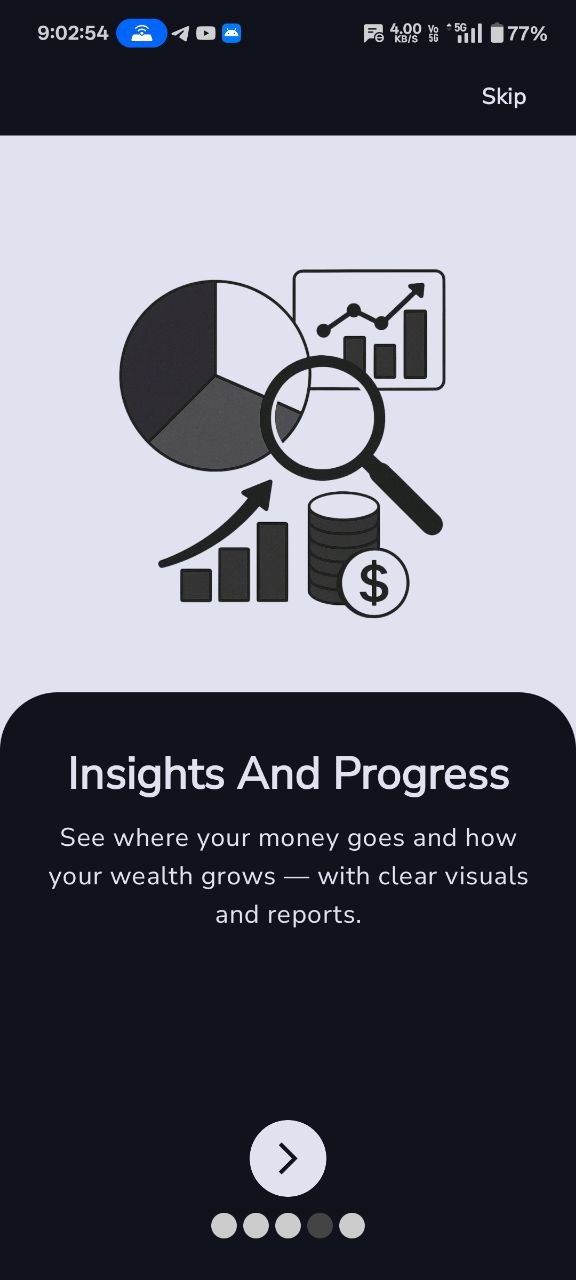 9:02:54
4.00
KB/S
Vo
5G
5G
77%
Skip
$
Insights And Progress
See where your money goes and how
your wealth grows — with clear visuals
and reports.